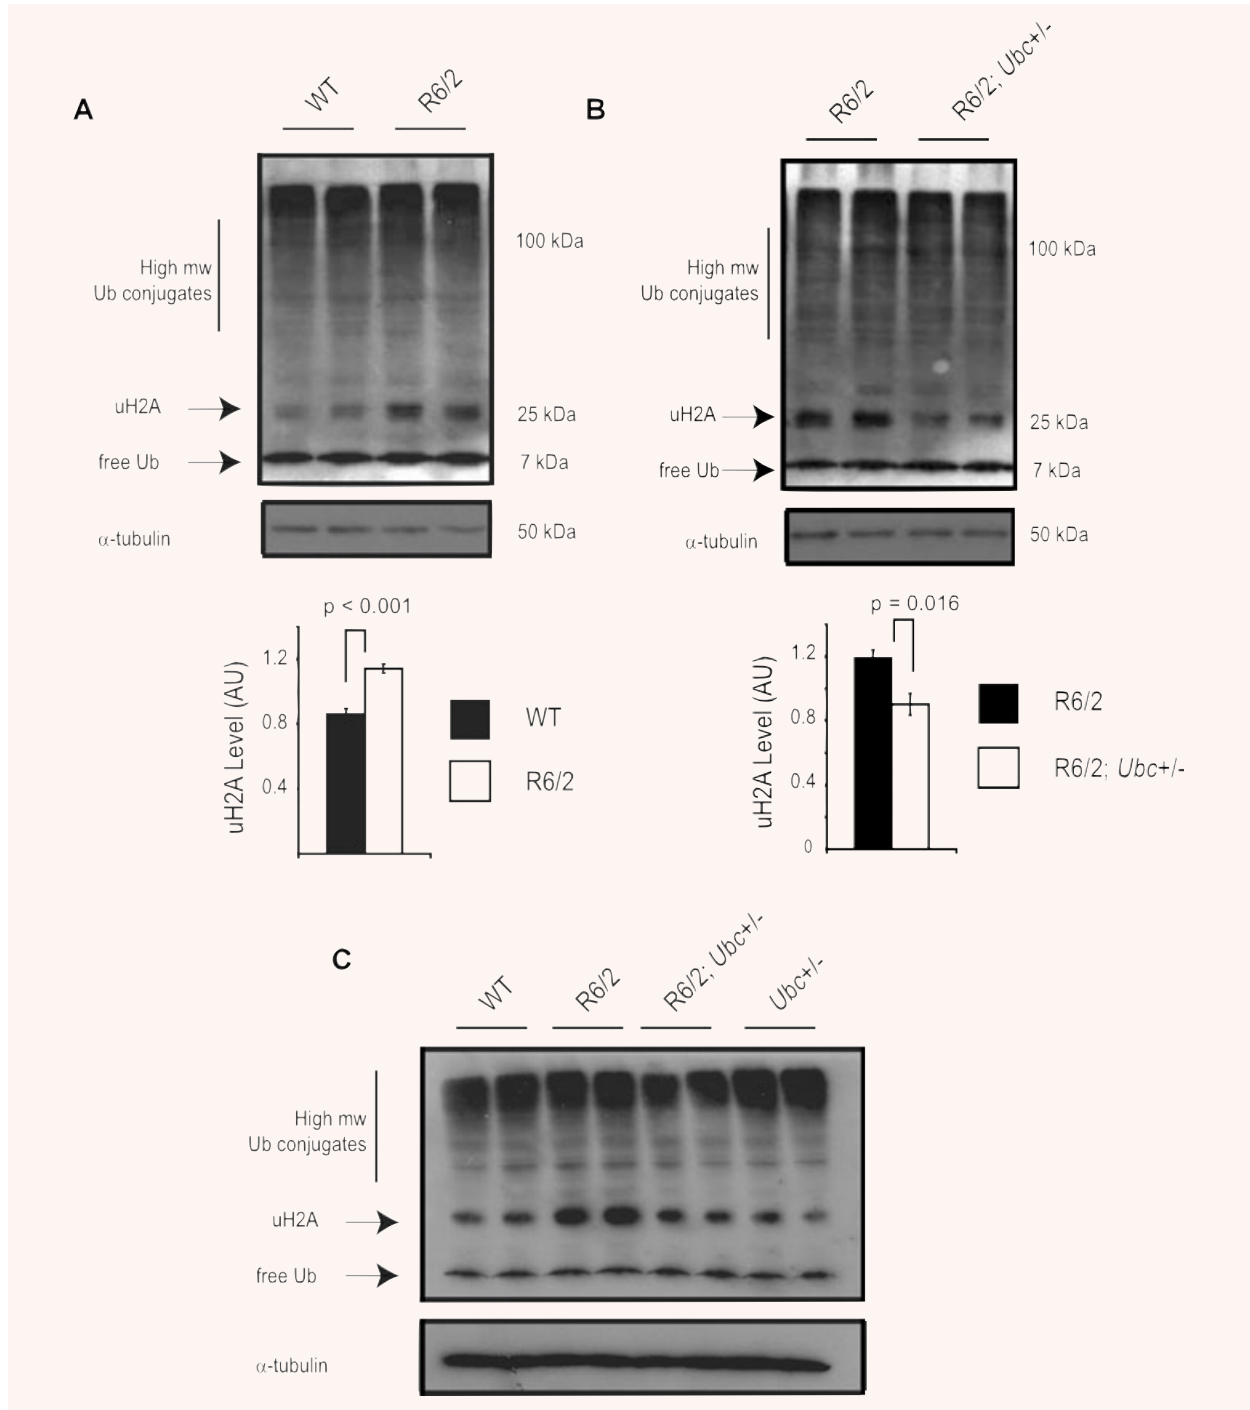 A
WT
R6/2
High mw
Ub conjugates
100 kDa
uH2A
25 kDa
free Ub
7 kDa
α-tubulin
50 kDa
p < 0.001
uH2A Level (AU)
1.2
0.8
0.4
WT
R6/2
B
R6/2
R6/2; Ubc+/-
High mw
Ub conjugates
100 kDa
uH2A
25 kDa
free Ub
7 kDa
α-tubulin
50 kDa
p = 0.016
uH2A Level (AU)
1.2
0.8
0.4
0
R6/2
R6/2; Ubc+/-
C
WT
R6/2
R6/2; Ubc+/-
Ubc+/-
High mw
Ub conjugates
uH2A
free Ub
α-tubulin